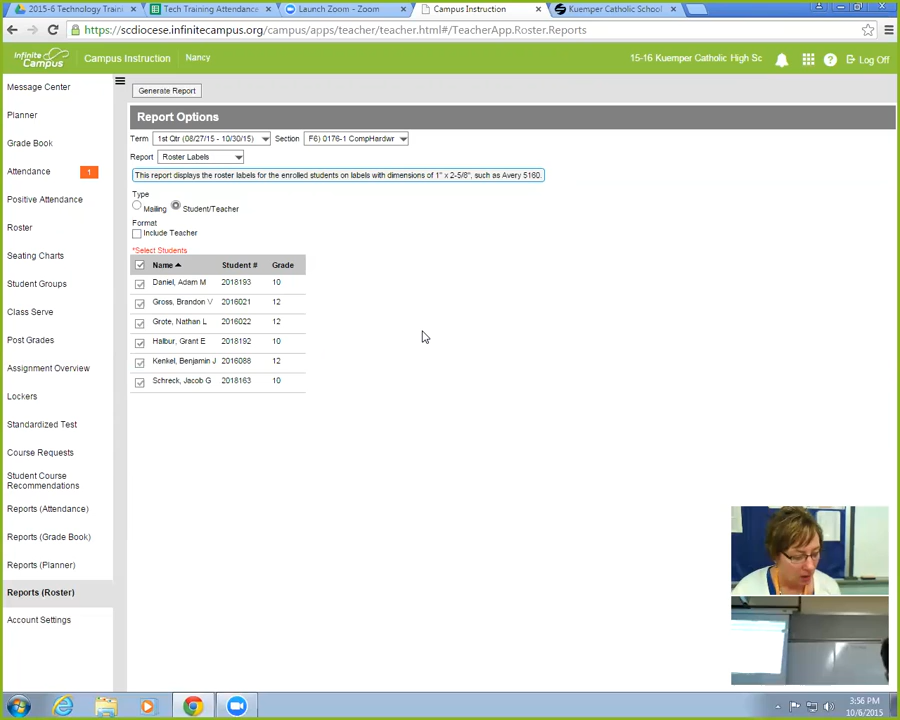 2015-6 Technology Traini
Tech Training Attendance
Launch Zoom - Zoom
Campus Instruction
Kuemper Catholic School
https://scdiocese.infinitecampus.org/campus/apps/teacher/teacher.html#/TeacherApp.Roster.Reports
Infinite Campus
Campus Instruction
Nancy
15-16 Kuemper Catholic High Sc
Log Off
Message Center
Planner
Grade Book
Attendance
1
Positive Attendance
Roster
Seating Charts
Student Groups
Class Serve
Post Grades
Assignment Overview
Lockers
Standardized Test
Course Requests
Student Course
Recommendations
Reports (Attendance)
Reports (Grade Book)
Reports (Planner)
Reports (Roster)
Account Settings
Generate Report
Report Options
Term 1st Qtr (08/27/15 - 10/30/15) Section F6) 0176-1 CompHardwr
Report Roster Labels
This report displays the roster labels for the enrolled students on labels with dimensions of 1" x 2-5/8", such as Avery 5160.
Type
Mailing Student/Teacher
Format
Include Teacher
*Select Students
Name Student # Grade
Daniel, Adam M 2018193 10
Gross, Brandon V 2016021 12
Grote, Nathan L 2016022 12
Halbur, Grant E 2018192 10
Kenkel, Benjamin J 2016088 12
Schreck, Jacob G 2018163 10
3:56 PM
10/6/2015